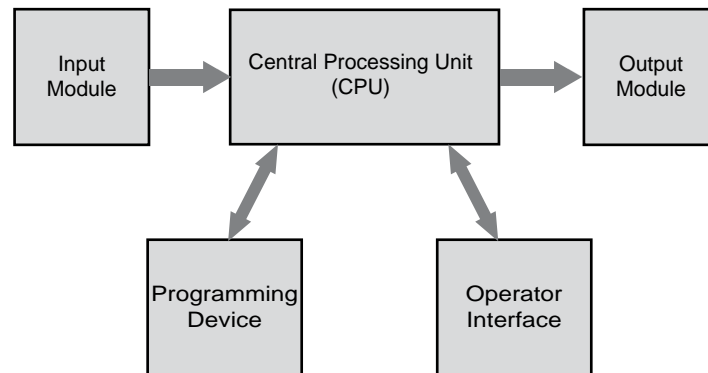 Input
Module
Central Processing Unit
(CPU)
Output
Module
Programming
Device
Operator
Interface